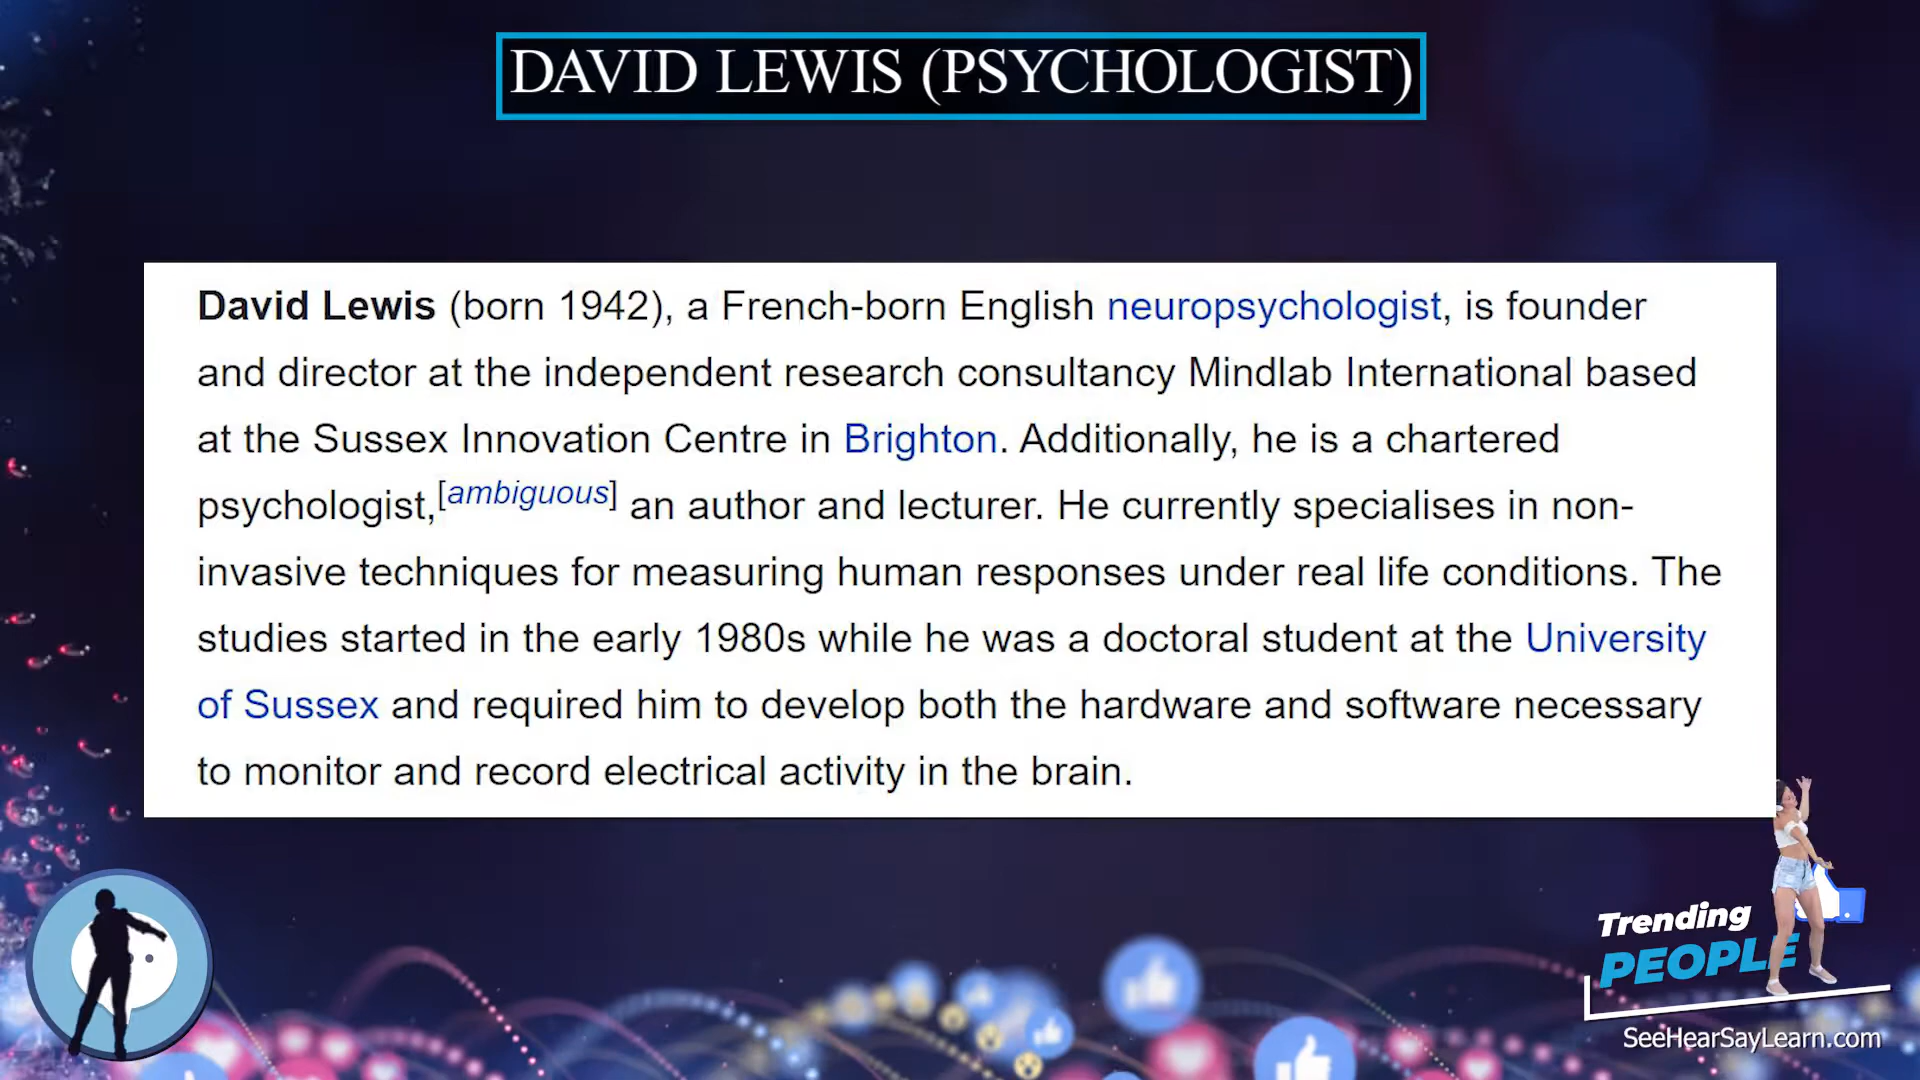 DAVID LEWIS (PSYCHOLOGIST)
David Lewis (born 1942), a French-born English neuropsychologist, is founder
and director at the independent research consultancy Mindlab International based
at the Sussex Innovation Centre in Brighton. Additionally, he is a chartered
psychologist,[ambiguous] an author and lecturer. He currently specialises in non-
invasive techniques for measuring human responses under real life conditions. The
studies started in the early 1980s while he was a doctoral student at the University
of Sussex and required him to develop both the hardware and software necessary
to monitor and record electrical activity in the brain.
Trending
PEOPLE
SeeHearSayLearn.com